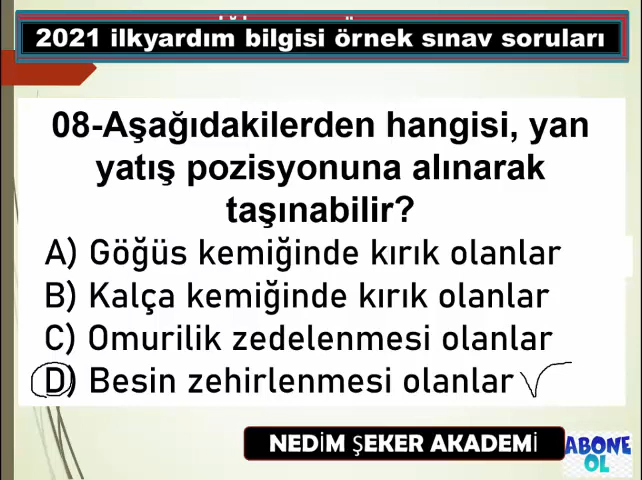 2021 ilkyardım bilgisi örnek sınav soruları
08-Aşağıdakilerden hangisi, yan
yatış pozisyonuna alınarak
taşınabilir?
A) Göğüs kemiğinde kırık olanlar
B) Kalça kemiğinde kırık olanlar
C) Omurilik zedelenmesi olanlar
D) Besin zehirlenmesi olanlar
NEDİM ŞEKER AKADEMİ
ABONE
OL